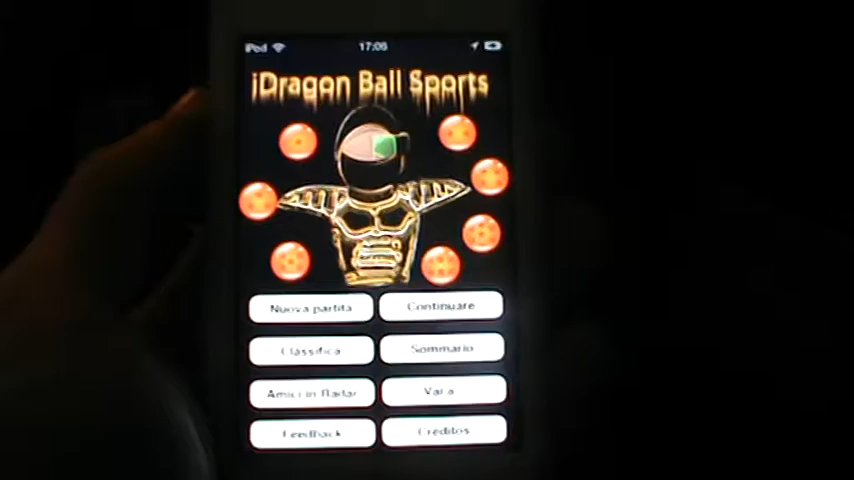 iPod 17:06
iDragon Ball Sports
Nuova partita Continuare
Classifica Sommario
Amici in Radar Vai a
Feedback Creditos